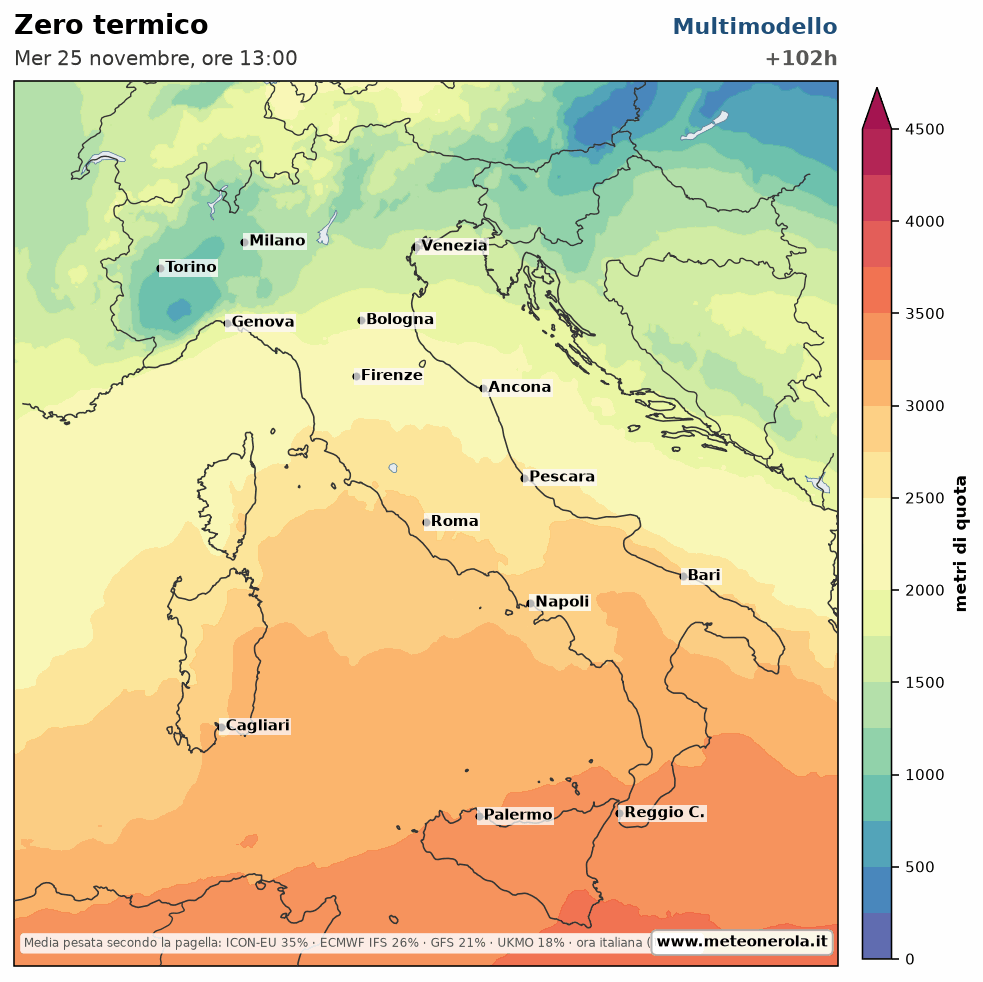 Zero termico
Multimodello
Mer 25 novembre, ore 13:00
+102h
Milano
Venezia
Torino
Genova
Bologna
Firenze
Ancona
Pescara
Roma
Bari
Napoli
Cagliari
Palermo
Reggio C.
4500
4000
3500
3000
2500
2000
1500
1000
500
0
metri di quota
Media pesata secondo la pagella: ICON-EU 35% · ECMWF IFS 26% · GFS 21% · UKMO 18% · ora italiana (
www.meteonerola.it